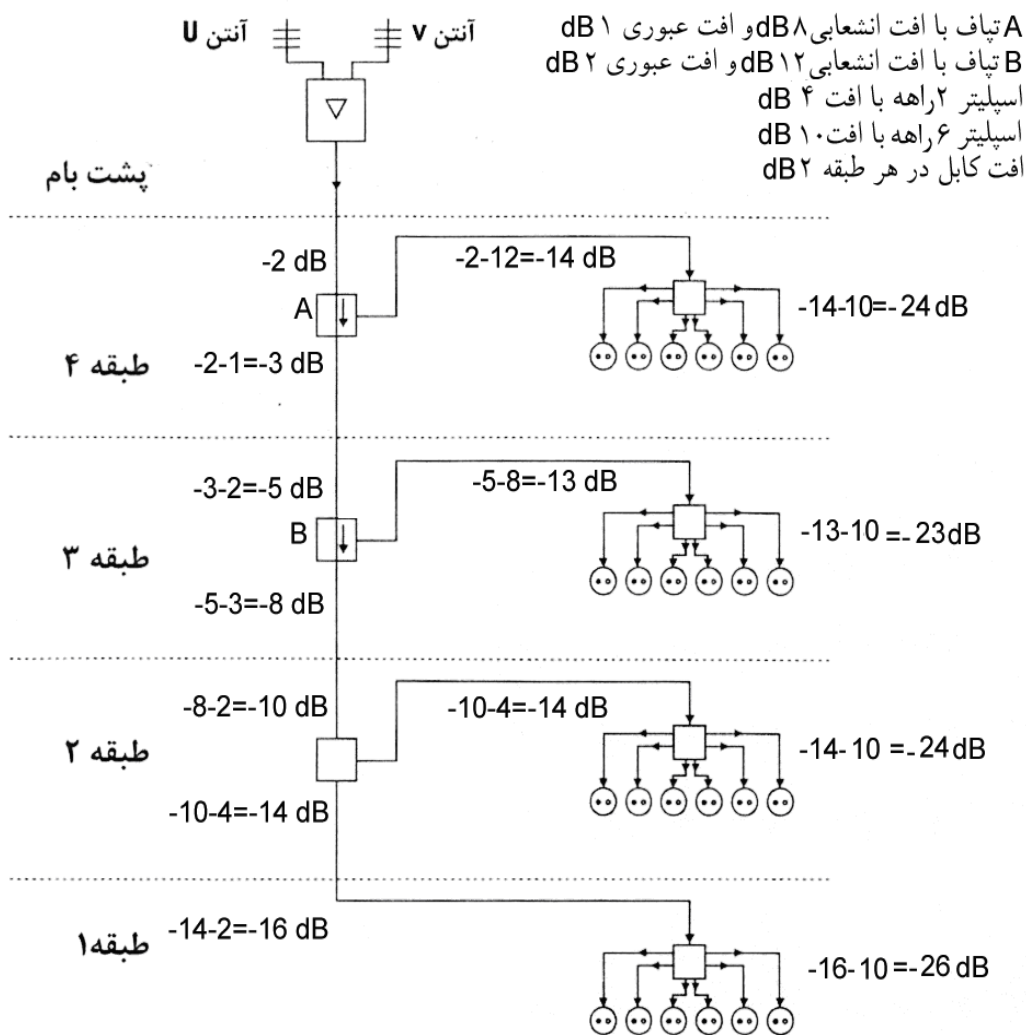 آنتن U
آنتن V
A تپاف با افت انشعابی ۸dB و افت عبوری ۱ dB
B تپاف با افت انشعابی ۱۲dB و افت عبوری ۲ dB
اسپلیتر ۲راهه با افت ۴ dB
اسپلیتر ۶راهه با افت ۱۰ dB
افت کابل در هر طبقه ۲ dB
پشت بام
-2 dB
-2-12=-14 dB
A
-14-10=-24 dB
طبقه ۴
-2-1=-3 dB
-3-2=-5 dB
-5-8=-13 dB
B
-13-10 =-23dB
طبقه ۳
-5-3=-8 dB
-8-2=-10 dB
-10-4=-14 dB
طبقه ۲
-14-10 =-24dB
-10-4=-14 dB
طبقه۱
-14-2=-16 dB
-16-10=-26dB